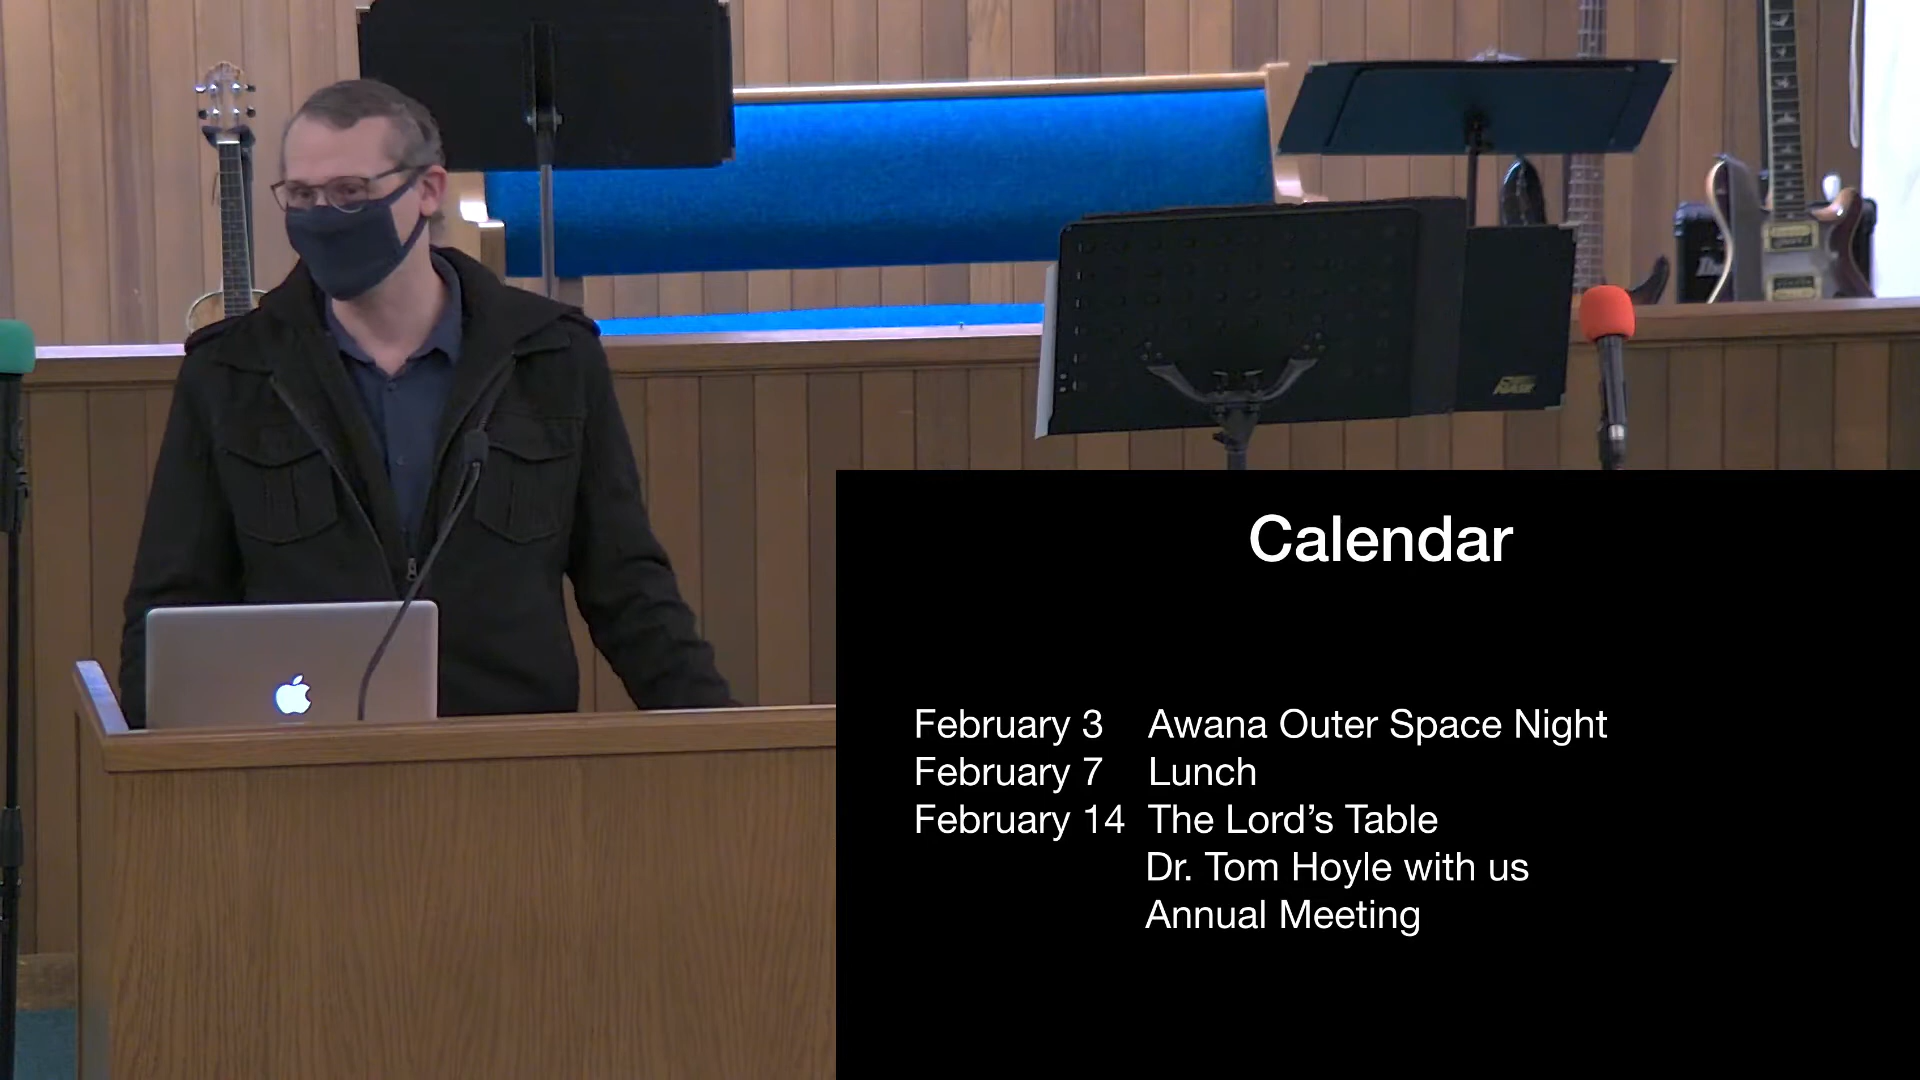 Calendar
February 3 Awana Outer Space Night
February 7 Lunch
February 14 The Lord’s Table
Dr. Tom Hoyle with us
Annual Meeting